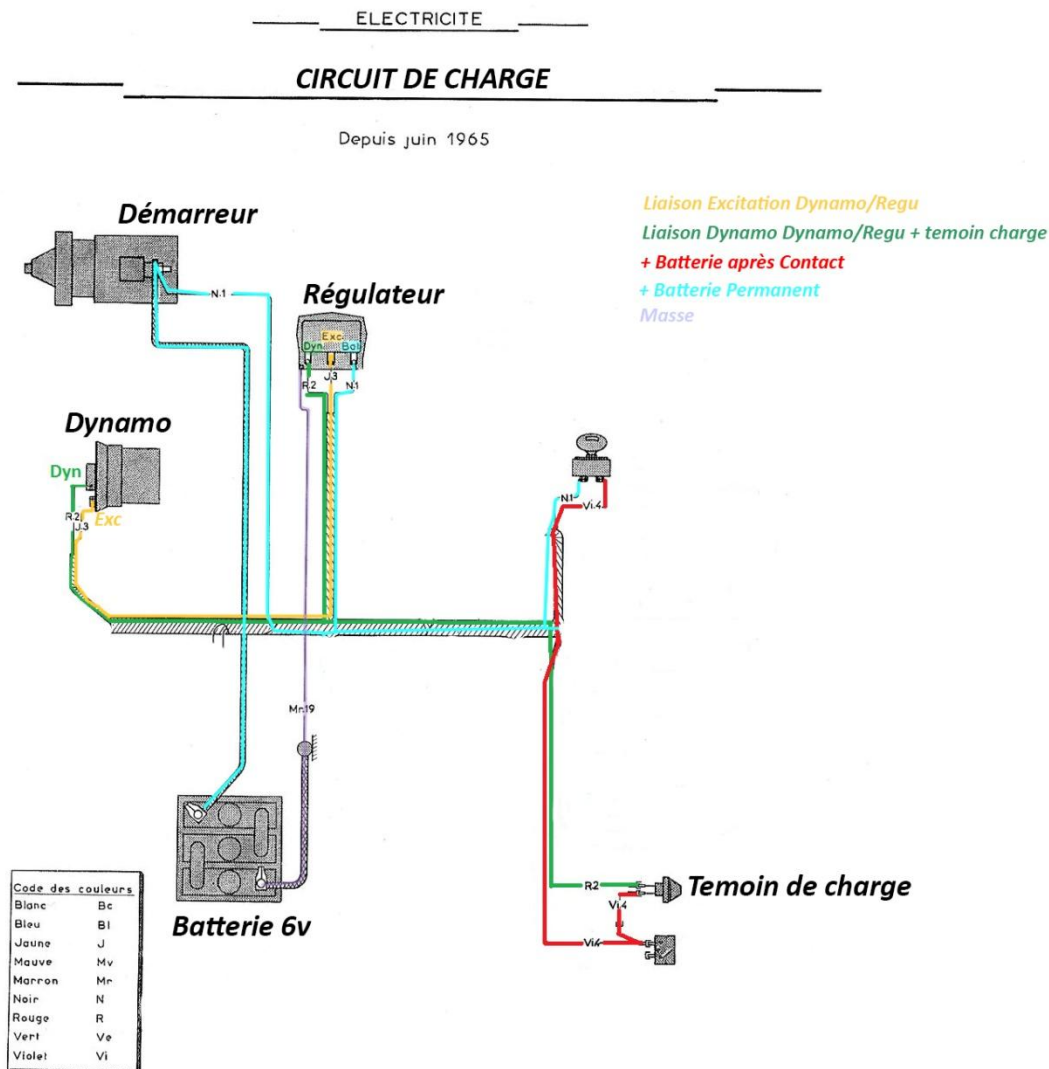 ELECTRICITE
CIRCUIT DE CHARGE
Depuis juin 1965
Liaison Excitation Dynamo/Regu
Liaison Dynamo Dynamo/Regu + temoin charge
+ Batterie après Contact
+ Batterie Permanent
Masse
Démarreur
N.1
Régulateur
Exc
Dyn
Bat
R.2
J.3
N.1
Dynamo
Dyn
Exc
R.2
J.3
N.1
Vi.4
Mr.19
R.2
Temoin de charge
Vi.4
Vi.4
Batterie 6v
Code des couleurs
Blanc Bc
Bleu Bl
Jaune J
Mauve Mv
Marron Mr
Noir N
Rouge R
Vert Ve
Violet Vi